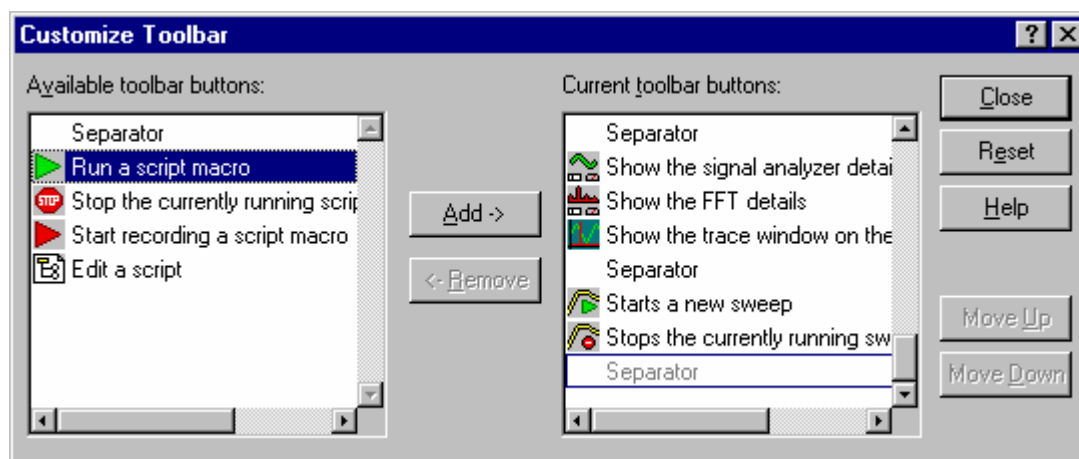 Customize Toolbar
Available toolbar buttons:
Separator
Run a script macro
STOP Stop the currently running scrip
Start recording a script macro
Edit a script
Add ->
<- Remove
Current toolbar buttons:
Separator
Show the signal analyzer detai
Show the FFT details
Show the trace window on the
Separator
Starts a new sweep
Stops the currently running sw
Separator
Close
Reset
Help
Move Up
Move Down